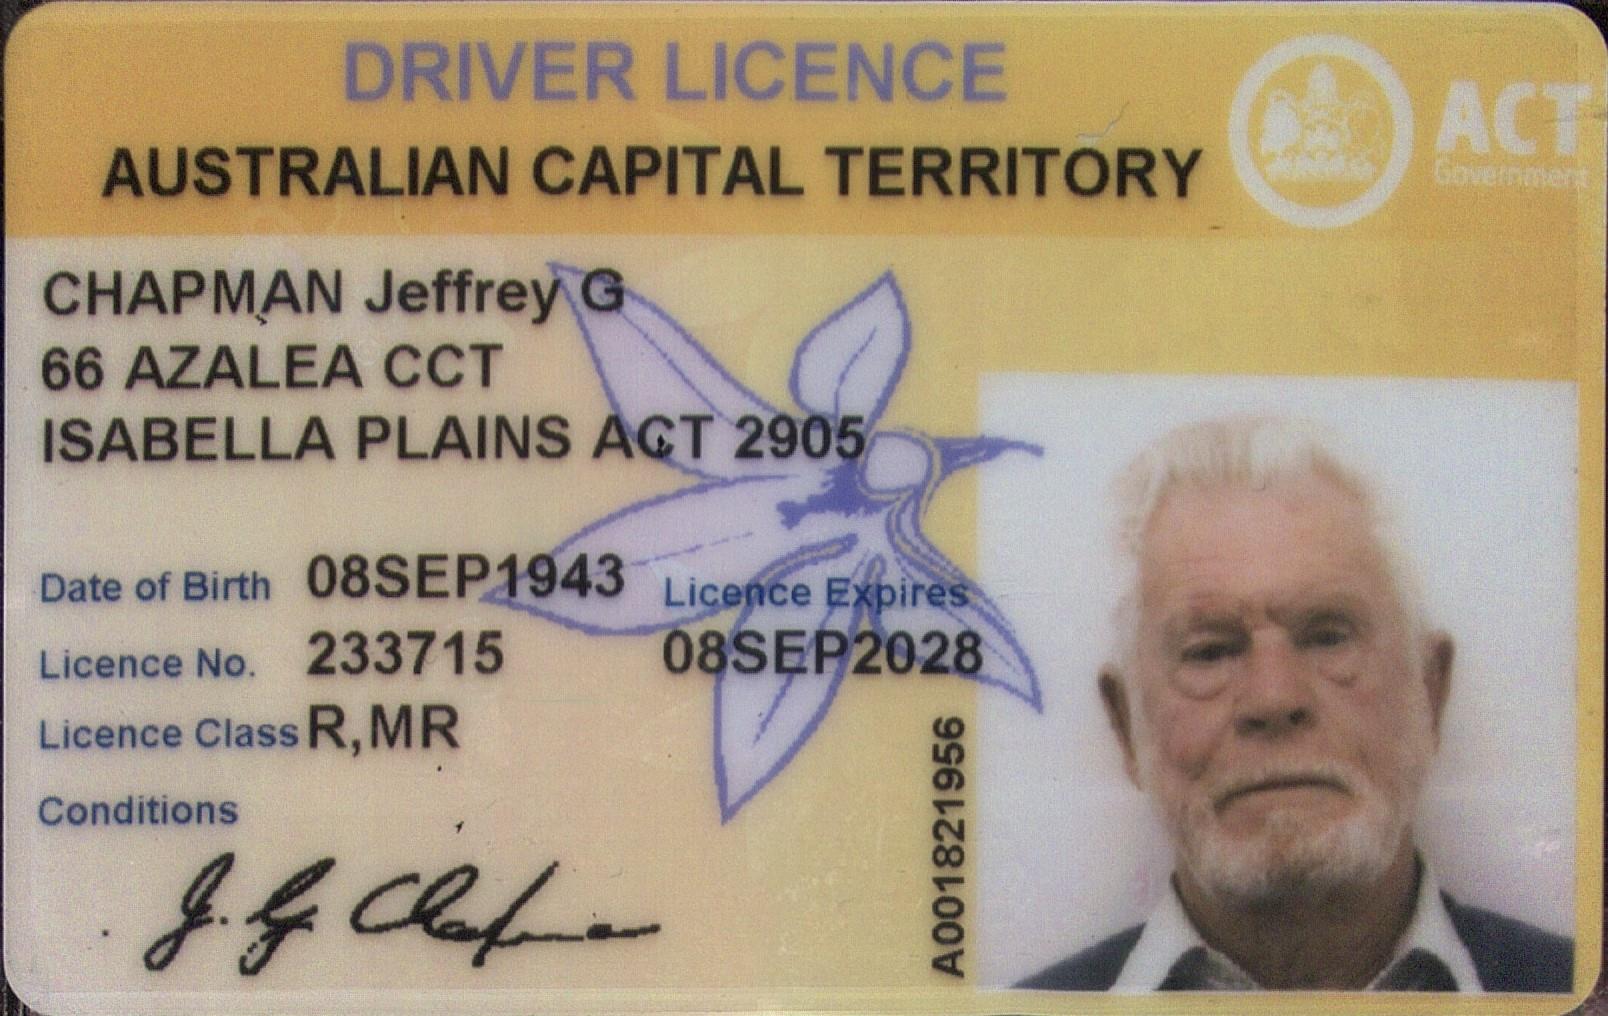 DRIVER LICENCE
AUSTRALIAN CAPITAL TERRITORY
ACT
Government
CHAPMAN Jeffrey G
66 AZALEA CCT
ISABELLA PLAINS ACT 2905
Date of Birth 08SEP1943 Licence Expires
Licence No. 233715 08SEP2028
Licence Class R,MR
Conditions
J. G Chapman
A001821956